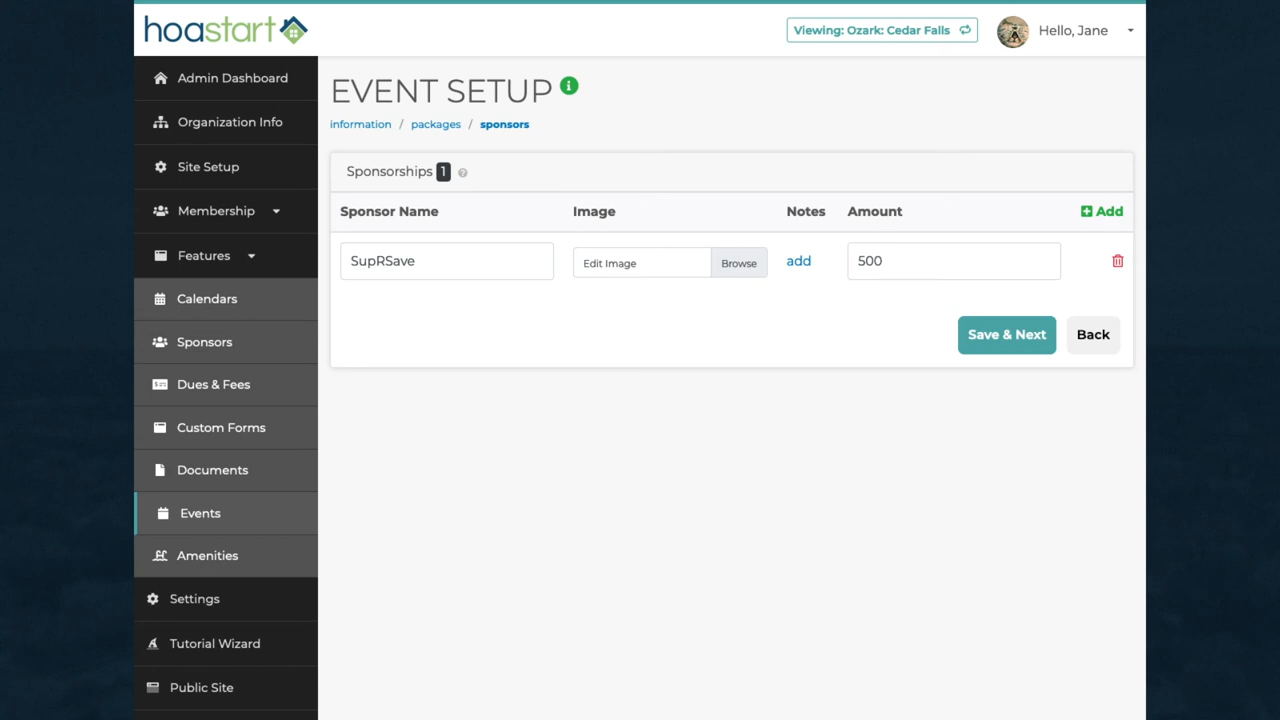 hoastart
Viewing: Ozark: Cedar Falls
Hello, Jane
Admin Dashboard
Organization Info
Site Setup
Membership
Features
Calendars
Sponsors
Dues & Fees
Custom Forms
Documents
Events
Amenities
Settings
Tutorial Wizard
Public Site
EVENT SETUP
information / packages / sponsors
Sponsorships 1
Sponsor Name Image Notes Amount Add
SupRSave Edit Image Browse add 500
Save & Next Back